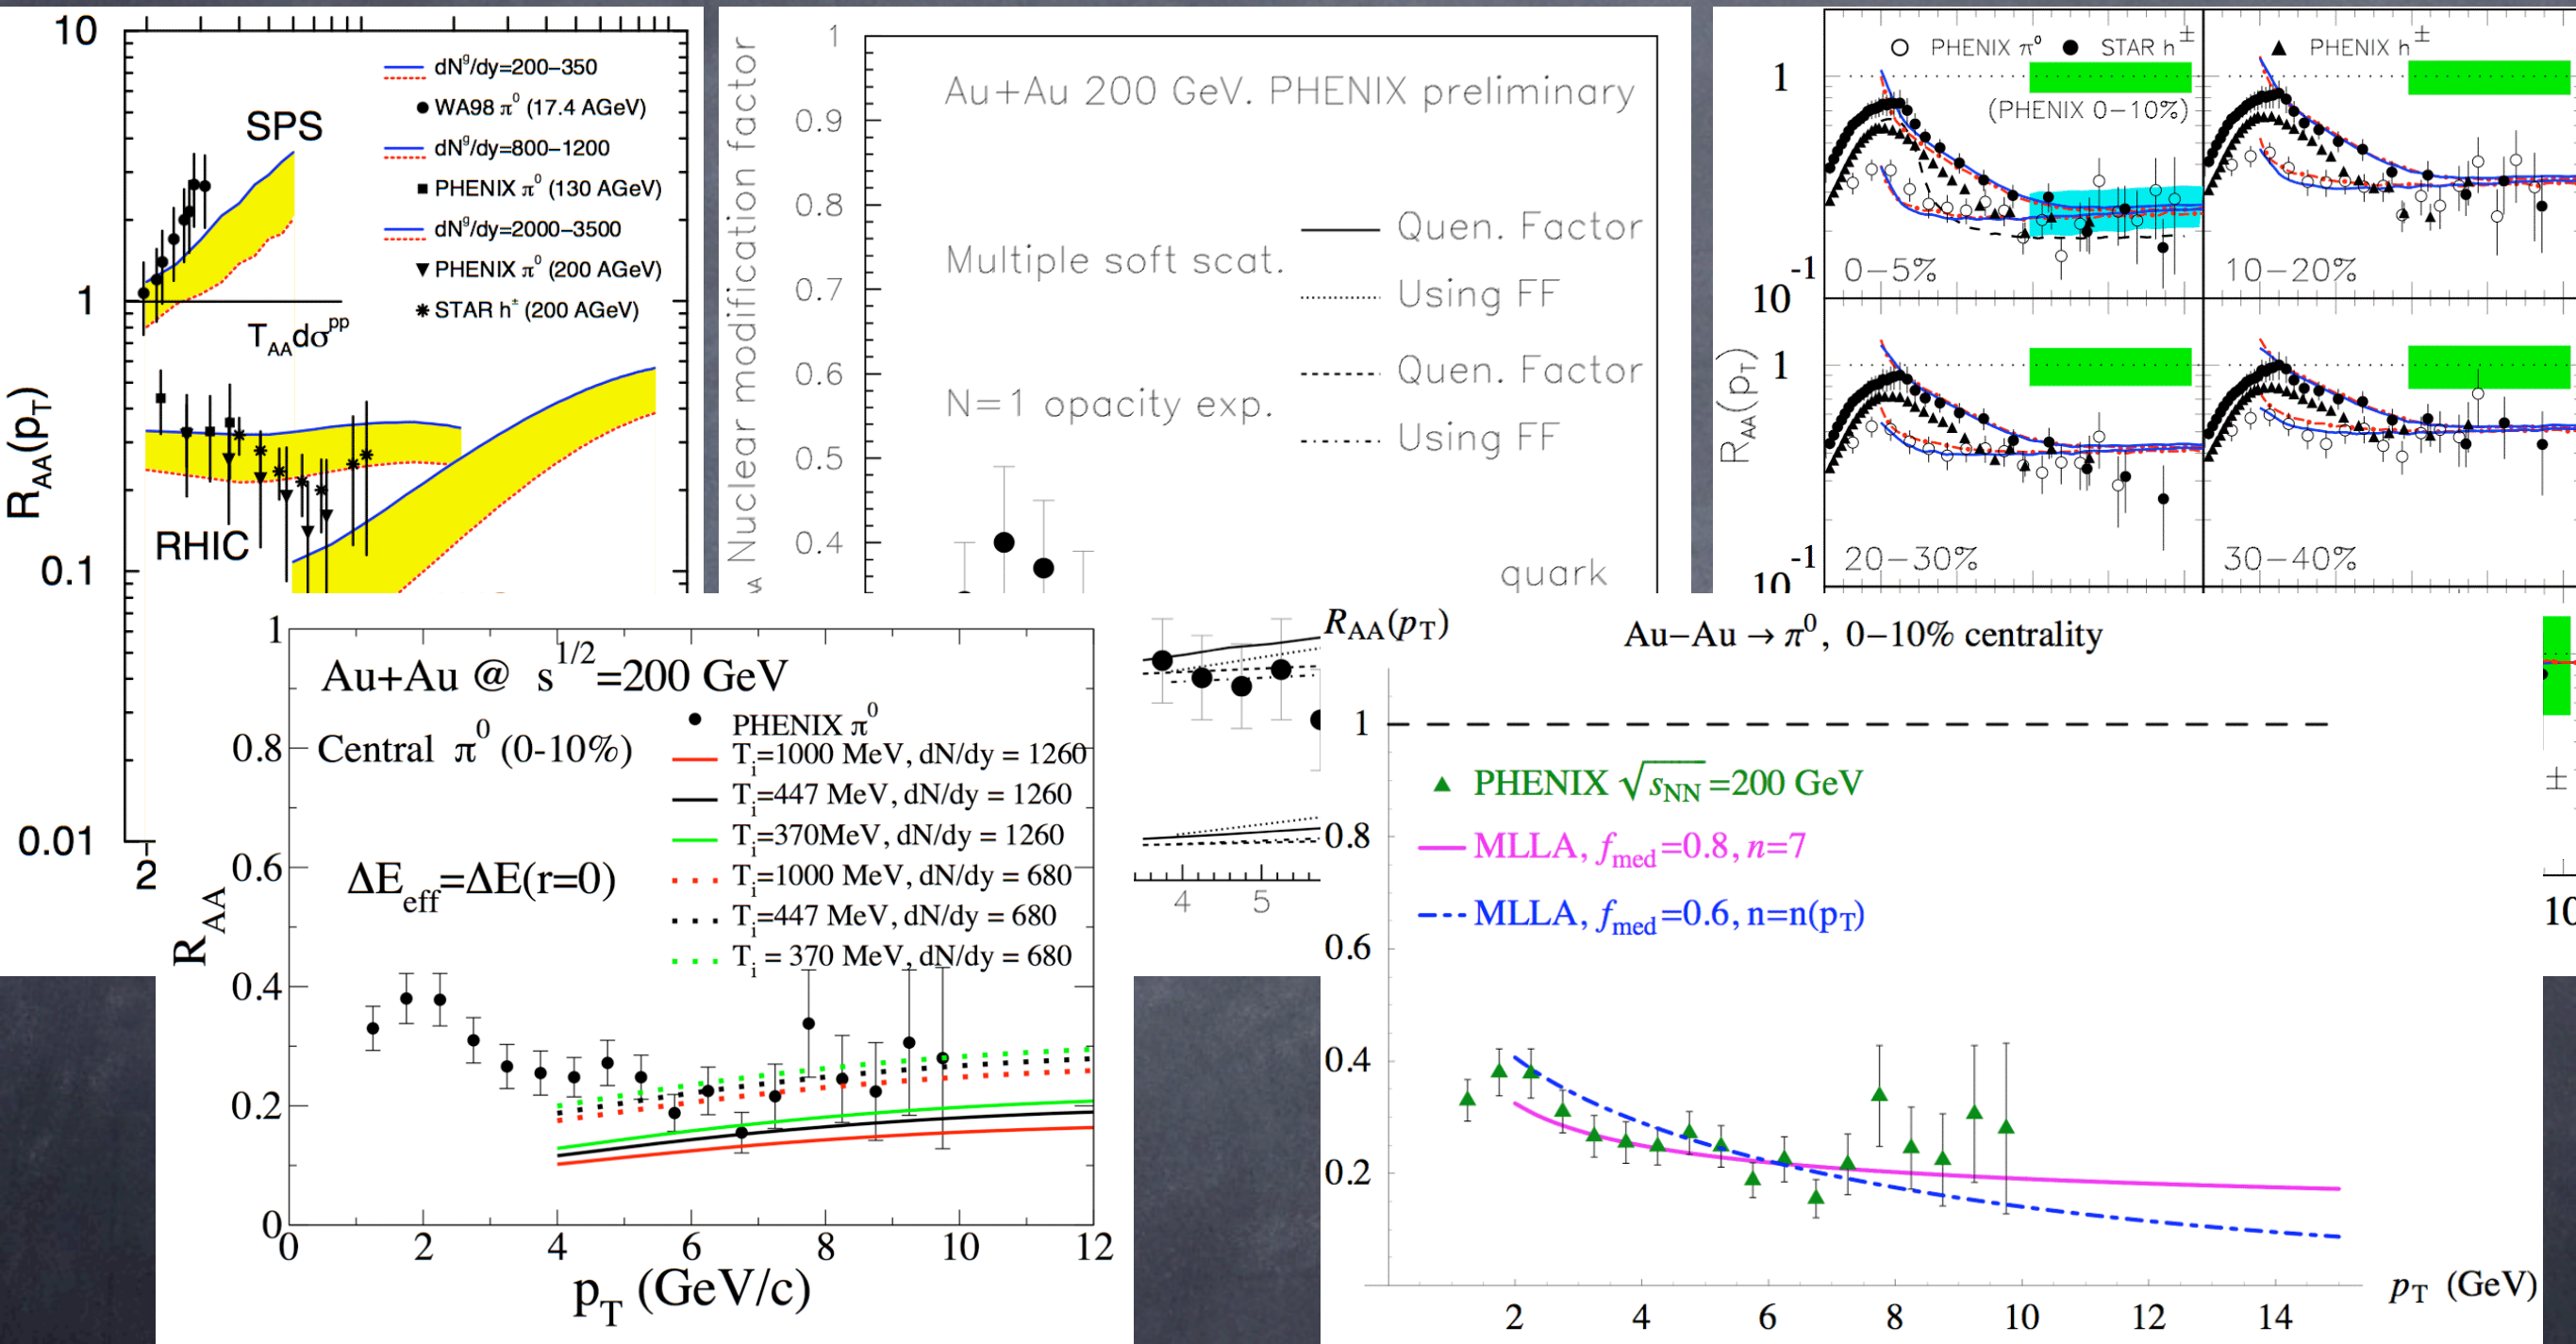 10
1
0.1
0.01
2
R_AA(p_T)
SPS
RHIC
T_AA dσ^pp
dN^g/dy=200-350
WA98 π^0 (17.4 AGeV)
dN^g/dy=800-1200
PHENIX π^0 (130 AGeV)
dN^g/dy=2000-3500
PHENIX π^0 (200 AGeV)
STAR h^± (200 AGeV)
Nuclear modification factor
1
0.9
0.8
0.7
0.6
0.5
0.4
Au+Au 200 GeV. PHENIX preliminary
Multiple soft scat.
Quen. Factor
Using FF
N=1 opacity exp.
Quen. Factor
Using FF
quark
4 5
R_AA(p_T)
PHENIX π^0
STAR h^±
PHENIX h^±
1
(PHENIX 0-10%)
0-5%
10-20%
10^-1
1
20-30%
30-40%
10^-1
±
10
R_AA
1
0.8
0.6
0.4
0.2
0
Au+Au @ s^1/2=200 GeV
Central π^0 (0-10%)
ΔE_eff=ΔE(r=0)
PHENIX π^0
T_i=1000 MeV, dN/dy = 1260
T_i=447 MeV, dN/dy = 1260
T_i=370MeV, dN/dy = 1260
T_i=1000 MeV, dN/dy = 680
T_i=447 MeV, dN/dy = 680
T_i = 370 MeV, dN/dy = 680
0 2 4 6 8 10 12
p_T (GeV/c)
R_AA(p_T)
Au-Au → π^0, 0-10% centrality
1
0.8
0.6
0.4
0.2
PHENIX √s_NN=200 GeV
MLLA, f_med=0.8, n=7
MLLA, f_med=0.6, n=n(p_T)
2 4 6 8 10 12 14
p_T (GeV)